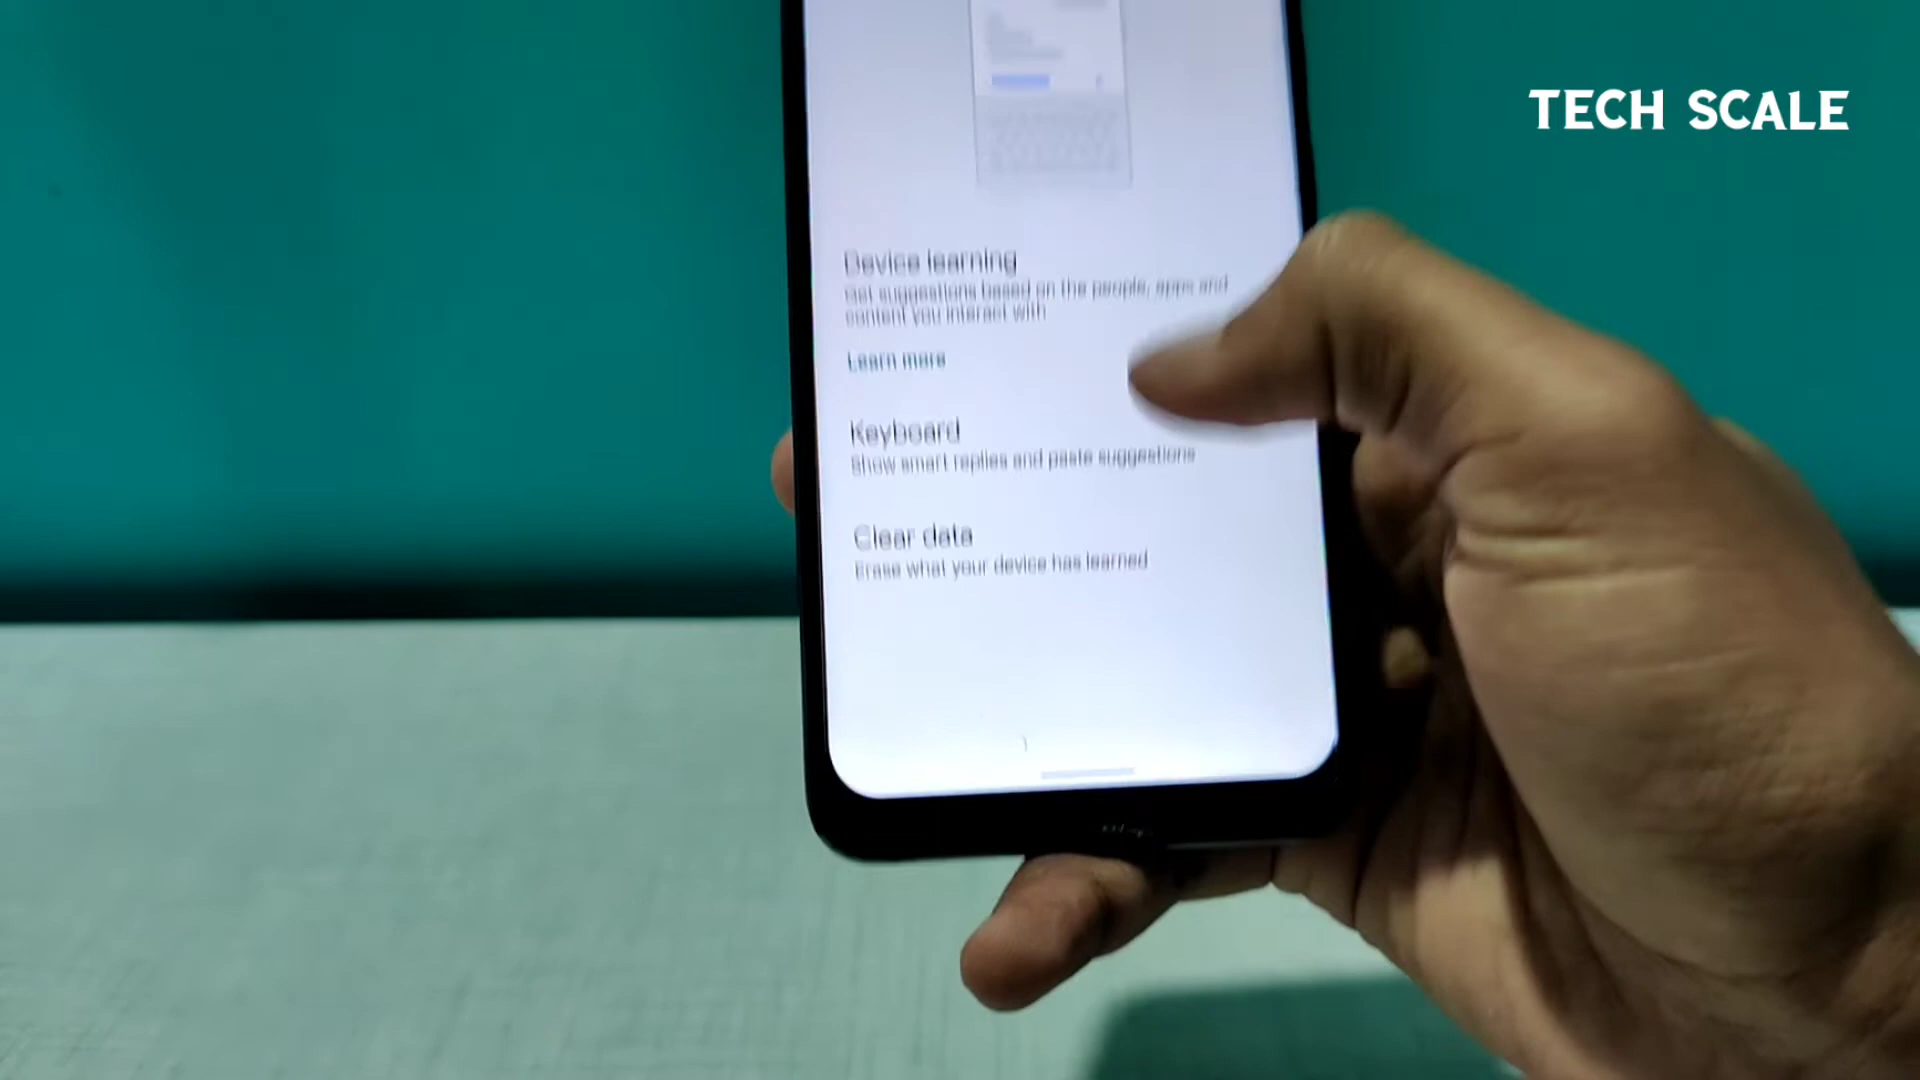 TECH SCALE
Device learning
Get suggestions based on the people, apps and
content you interact with
Learn more
Keyboard
Show smart replies and paste suggestions
Clear data
Erase what your device has learned